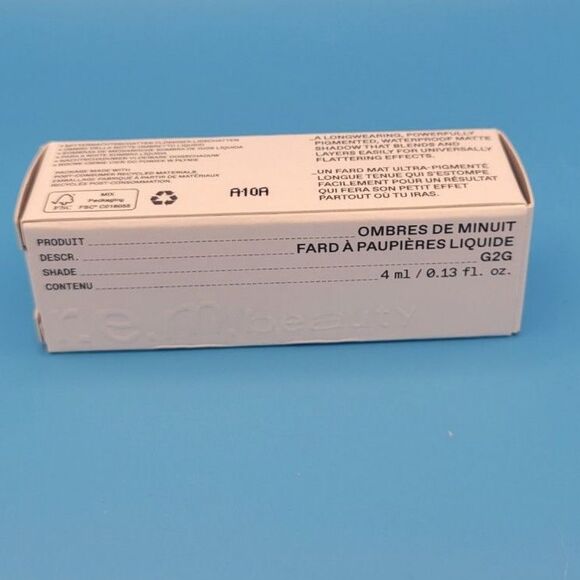 PACKAGE MADE WITH
POST-CONSUMER RECYCLED MATERIALS
EMBALLAGE FABRIQUÉ À PARTIR DE MATÉRIAUX
RECYCLÉS POST-CONSOMMATION.
FSC
MIX
Packaging
FSC® C018055
A10A
...A LONGWEARING, POWERFULLY
PIGMENTED, WATERPROOF MATTE
SHADOW THAT BLENDS AND
LAYERS EASILY FOR UNIVERSALLY
FLATTERING EFFECTS.
...UN FARD MAT ULTRA-PIGMENTÉ
LONGUE TENUE QUI S'ESTOMPE
FACILEMENT POUR UN RÉSULTAT
QUI FERA SON PETIT EFFET
PARTOUT OÙ TU IRAS.
PRODUIT OMBRES DE MINUIT
DESCR. FARD À PAUPIÈRES LIQUIDE
SHADE G2G
CONTENU 4 ml / 0.13 fl. oz.
r.e.m.beauty